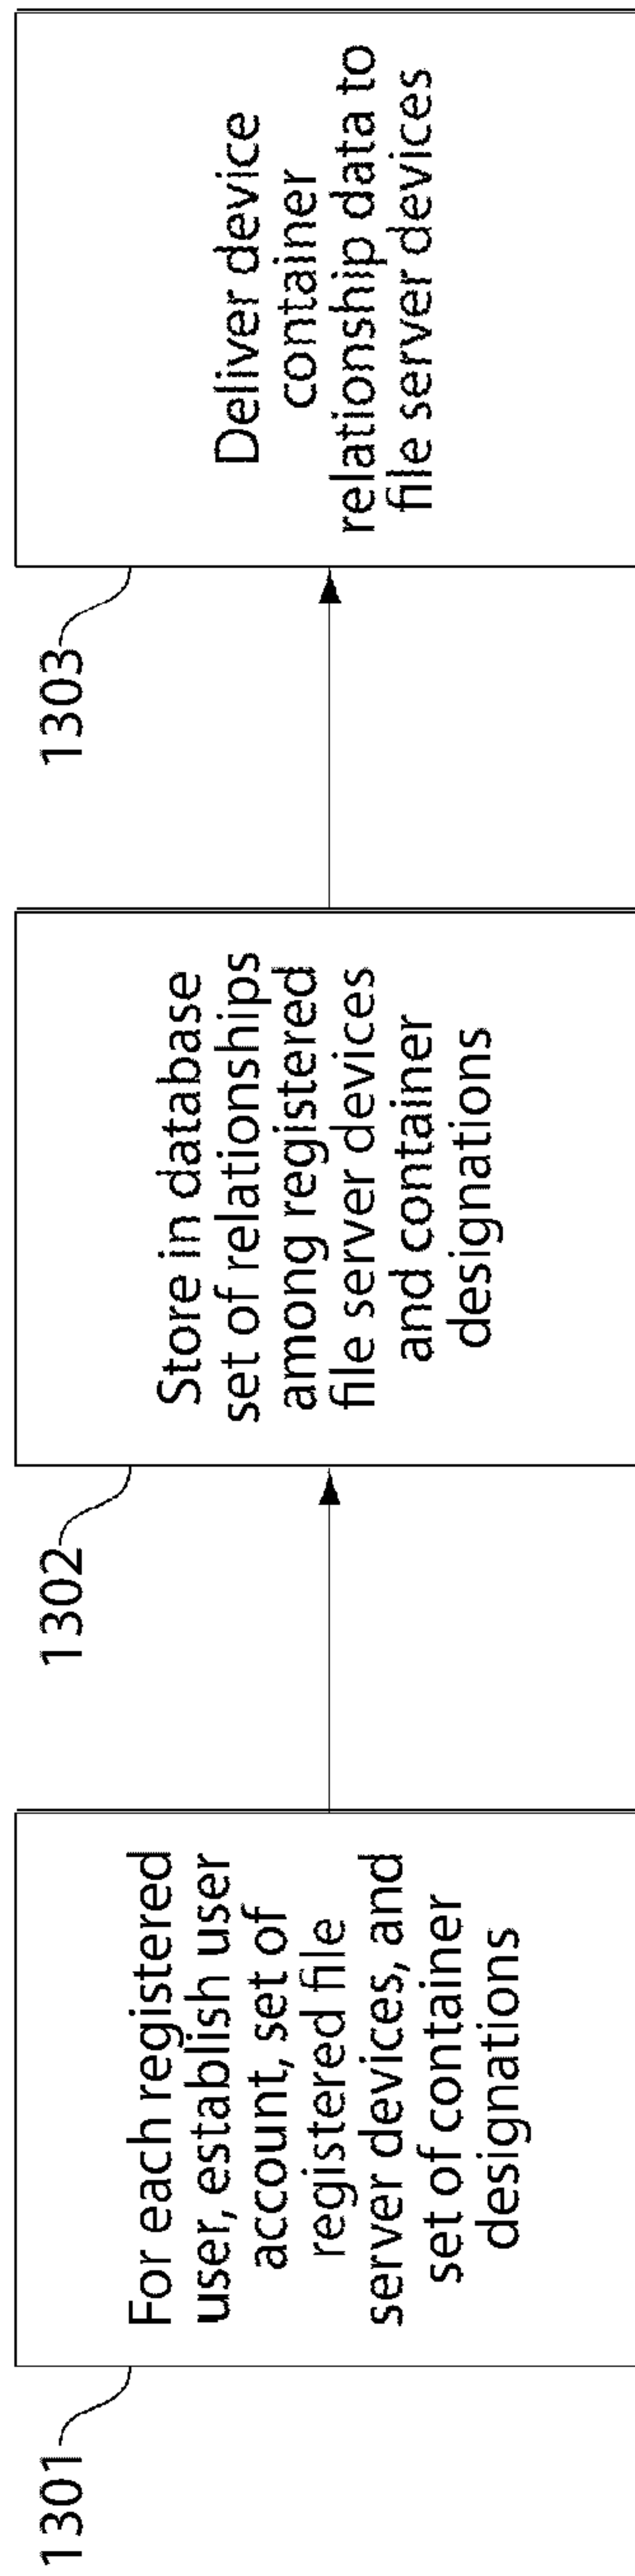 1301
For each registered
user, establish user
account, set of
registered file
server devices, and
set of container
designations
1302
Store in database
set of relationships
among registered
file server devices
and container
designations
1303
Deliver device
container
relationship data to
file server devices